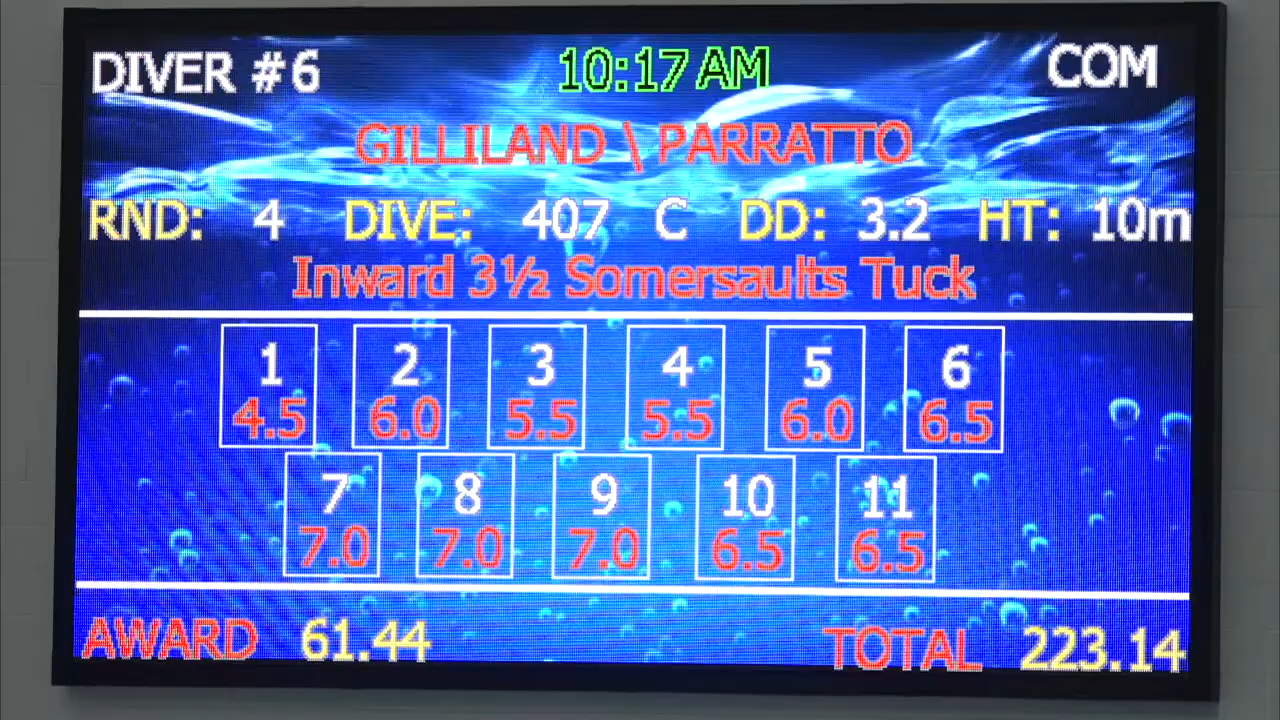 DIVER #6 10:17 AM COM
GILLILAND \ PARRATTO
RND: 4 DIVE: 407 C DD: 3.2 HT: 10m
Inward 3½ Somersaults Tuck
1 2 3 4 5 6
4.5 6.0 5.5 5.5 6.0 6.5
7 8 9 10 11
7.0 7.0 7.0 6.5 6.5
AWARD 61.44 TOTAL 223.14